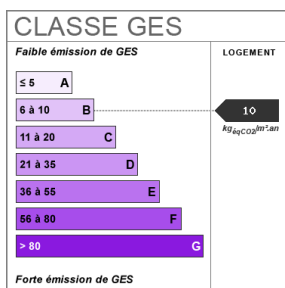 CLASSE GES
Faible émission de GES
LOGEMENT
≤ 5 A
6 à 10 B
10
kgéqCO2/m².an
11 à 20 C
21 à 35 D
36 à 55 E
56 à 80 F
> 80 G
Forte émission de GES